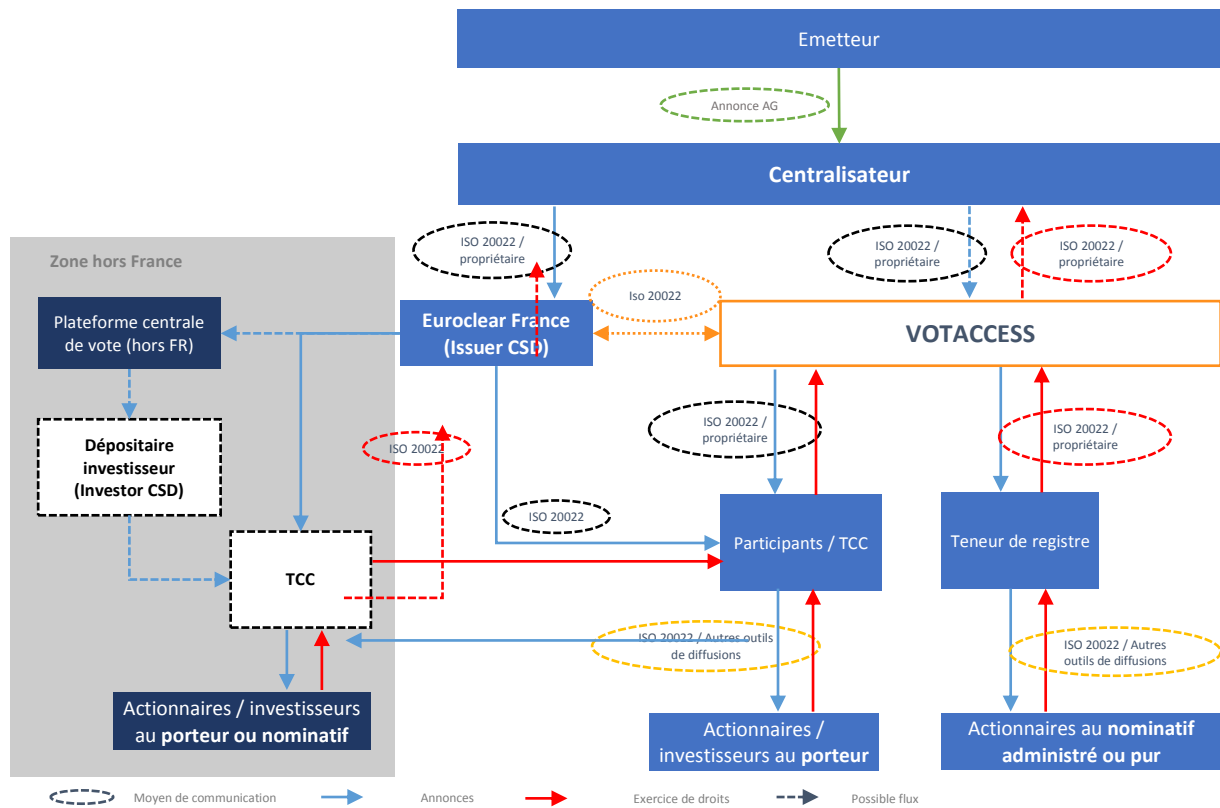 Emetteur
Annonce AG
Centralisateur
ISO 20022 /
propriétaire
ISO 20022 /
propriétaire
ISO 20022 /
propriétaire
Zone hors France
Iso 20022
Plateforme centrale
de vote (hors FR)
Euroclear France
(Issuer CSD)
VOTACCESS
Dépositaire
investisseur
(Investor CSD)
ISO 20022
ISO 20022 /
propriétaire
ISO 20022 /
propriétaire
ISO 20022
TCC
Participants / TCC
Teneur de registre
ISO 20022 / Autres outils
de diffusions
ISO 20022 / Autres
outils de diffusions
Actionnaires / investisseurs
au porteur ou nominatif
Actionnaires /
investisseurs au porteur
Actionnaires au nominatif
administré ou pur
Moyen de communication
Annonces
Exercice de droits
Possible flux